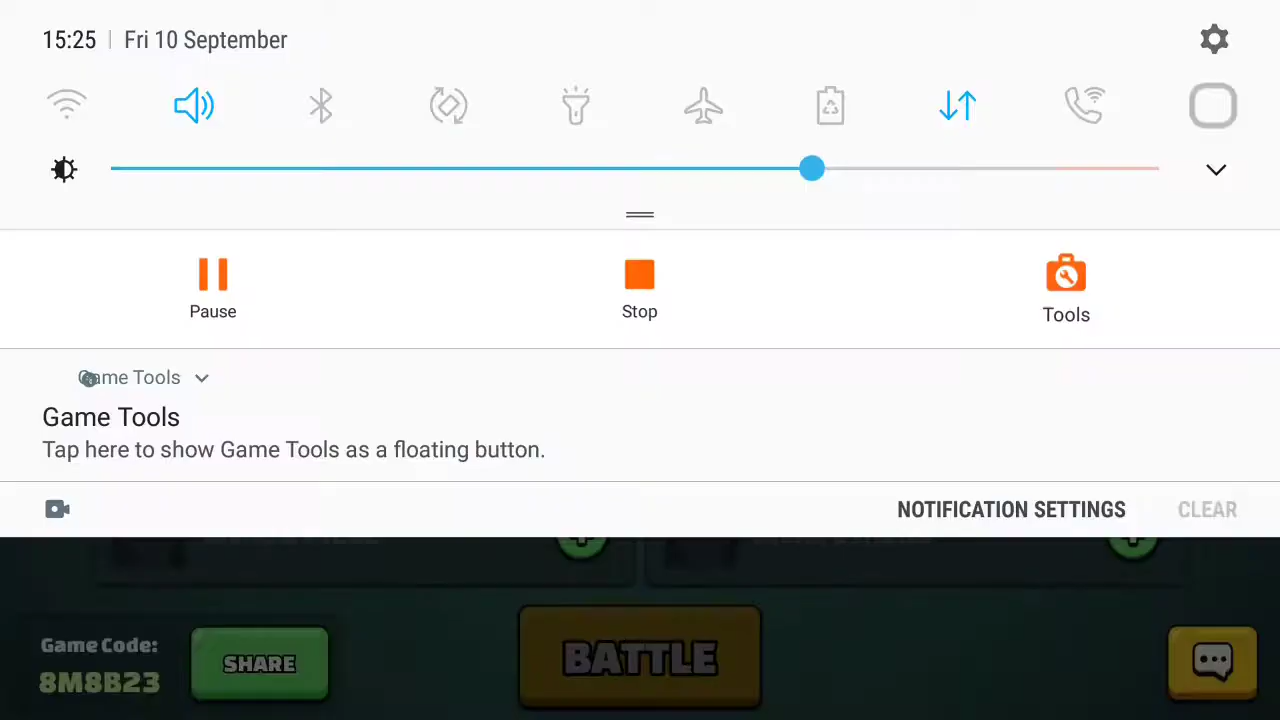 15:25 | Fri 10 September
Pause
Stop
Tools
Game Tools
Game Tools
Tap here to show Game Tools as a floating button.
NOTIFICATION SETTINGS
CLEAR
Game Code:
8M8B23
SHARE
BATTLE